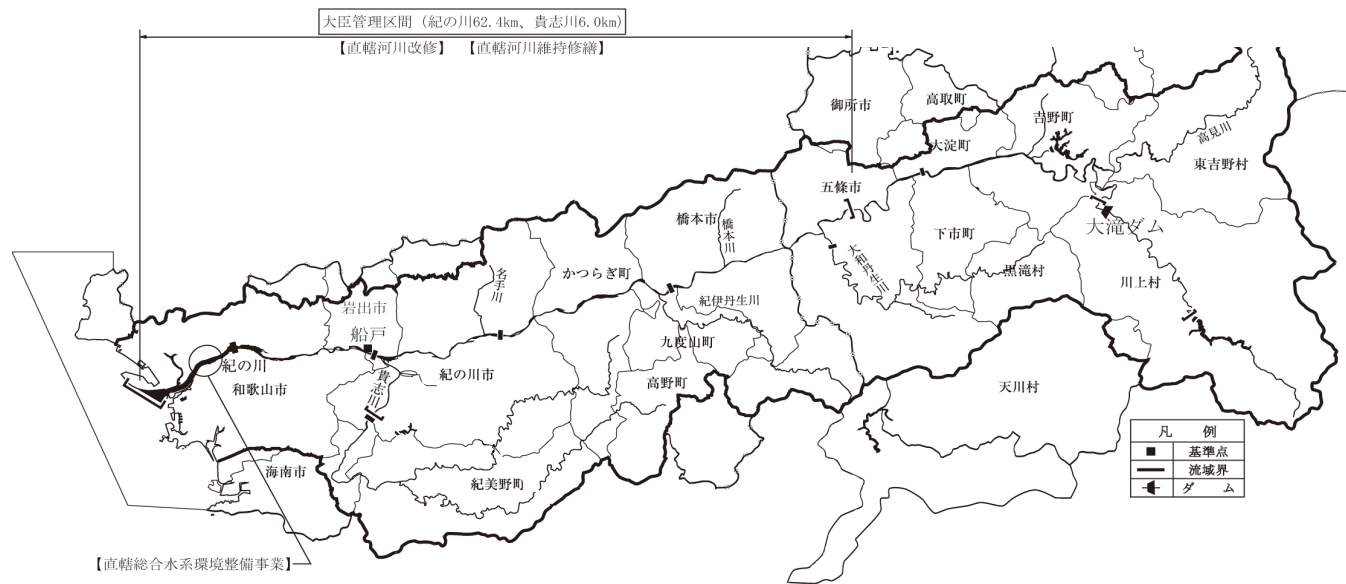 大臣管理区間（紀の川62.4km、貴志川6.0km）
【直轄河川改修】　【直轄河川維持修繕】
御所市
高取町
吉野町
高見川
大淀町
東吉野村
五條市
橋本市
橋本川
大滝ダム
下市町
大和丹生川
かつらぎ町
名手川
黒滝村
川上村
紀伊丹生川
岩出市
船戸
九度山町
紀の川
紀の川市
和歌山市
貴志川
高野町
天川村
海南市
紀美野町
凡　例
基準点
流域界
ダ　ム
【直轄総合水系環境整備事業】